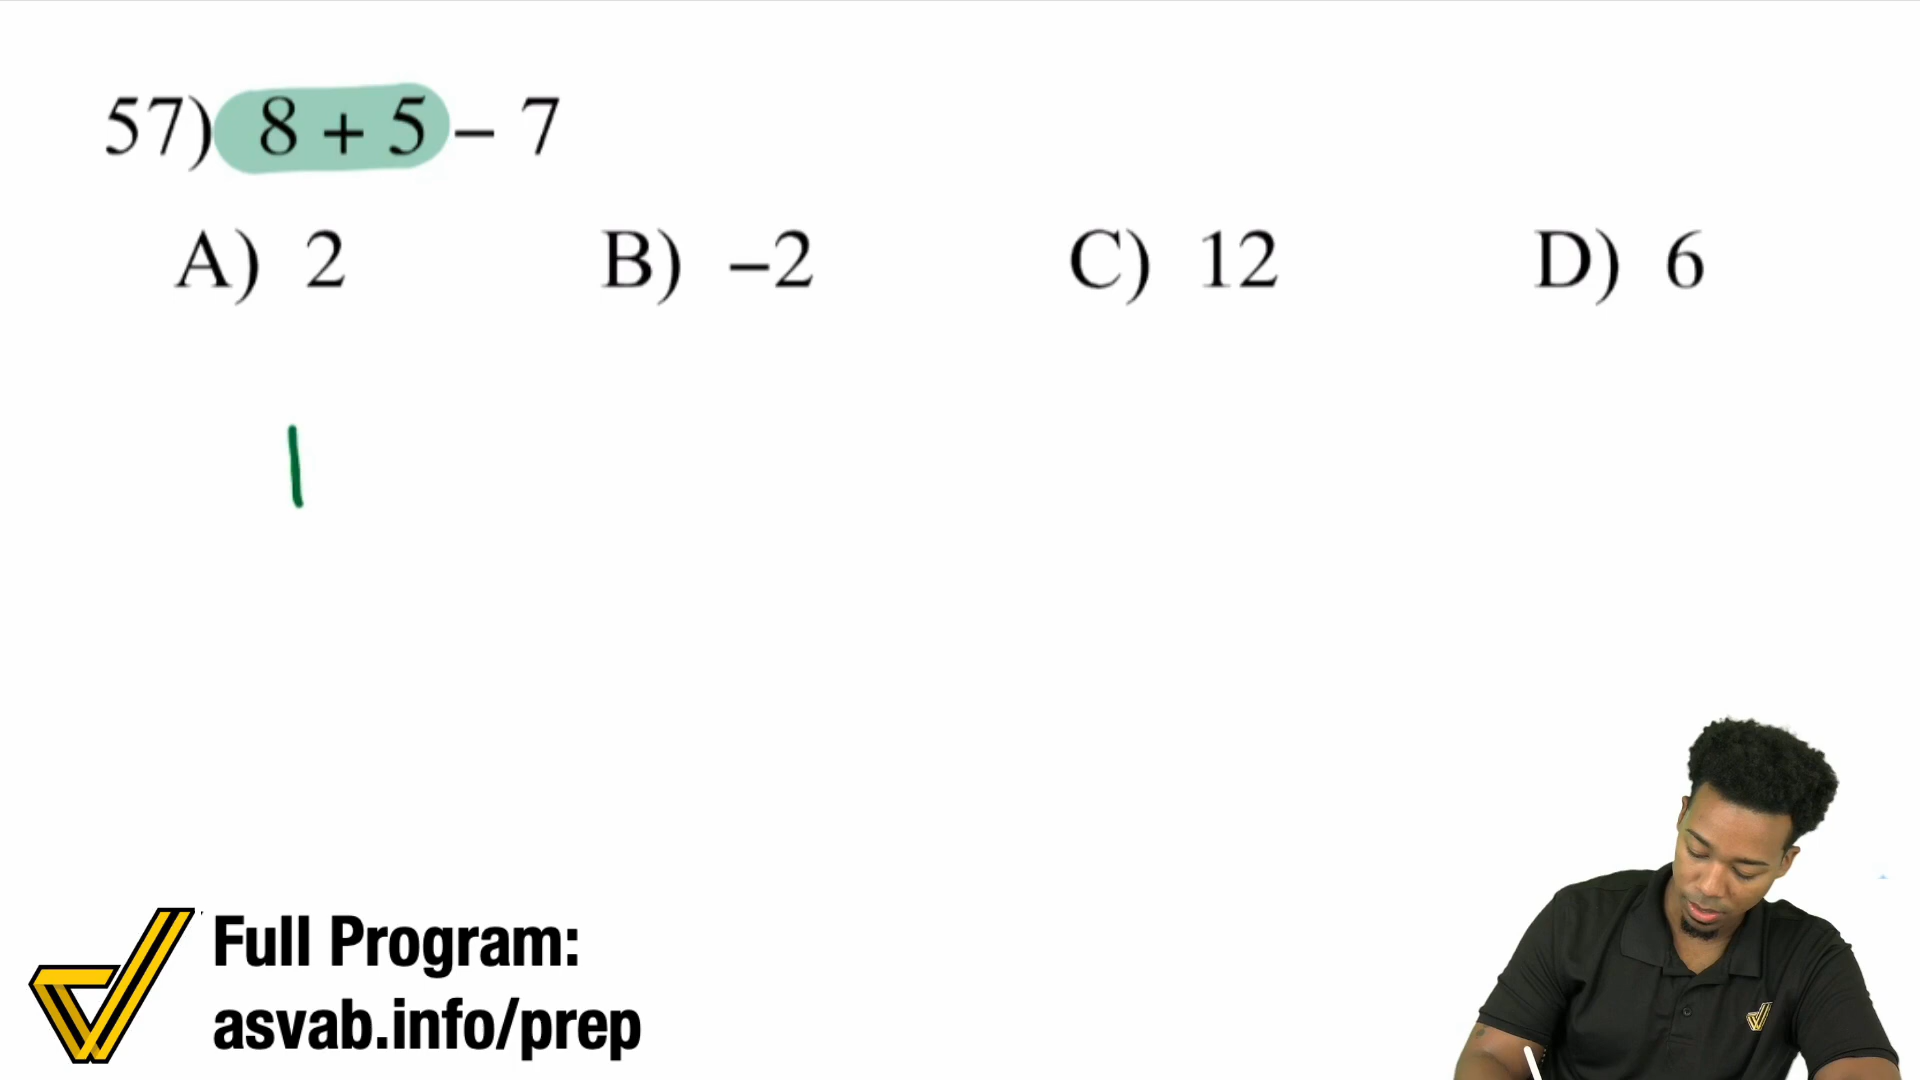 57) 8 + 5 – 7
A) 2 B) –2 C) 12 D) 6
1
Full Program:
asvab.info/prep